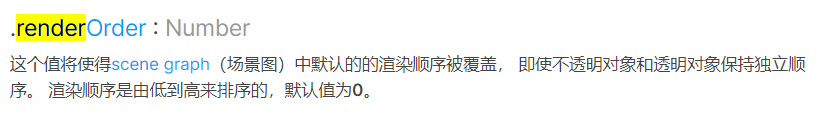 .renderOrder : Number
这个值将使得scene graph（场景图）中默认的的渲染顺序被覆盖， 即使不透明对象和透明对象保持独立顺
序。 渲染顺序是由低到高来排序的，默认值为0。